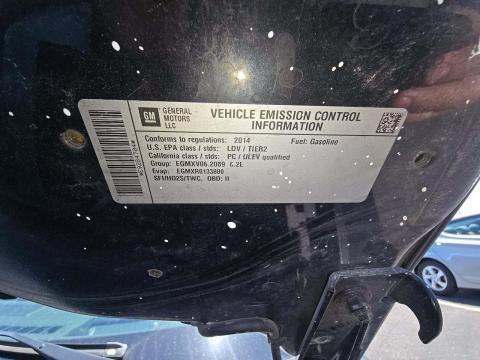 GM
GENERAL
MOTORS
LLC
VEHICLE EMISSION CONTROL
INFORMATION
Conforms to regulations: 2014
Fuel: Gasoline
U.S. EPA class / stds: LDV / TIER2
California class / stds: PC / ULEV qualified
Group: EGMXV06.2089 6.2L
Evap: EGMXR0133800
SFI/HO2S/TWC, OBD: II